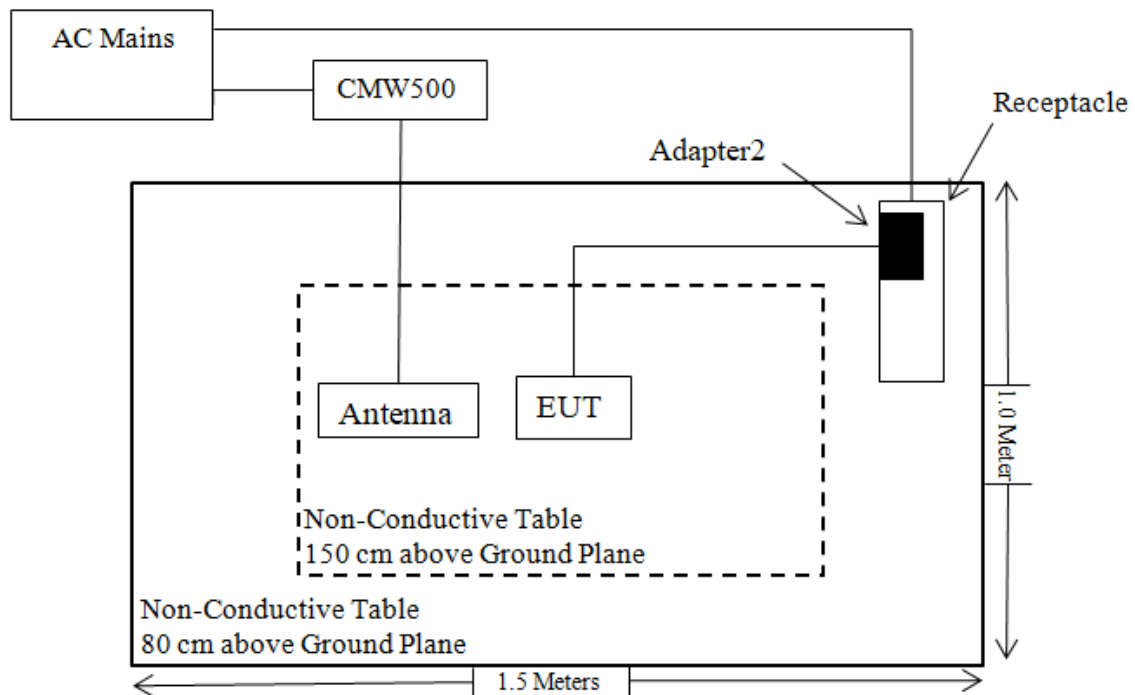 AC Mains
CMW500
Receptacle
Adapter2
Antenna
EUT
1.0 Meter
Non-Conductive Table
150 cm above Ground Plane
Non-Conductive Table
80 cm above Ground Plane
1.5 Meters